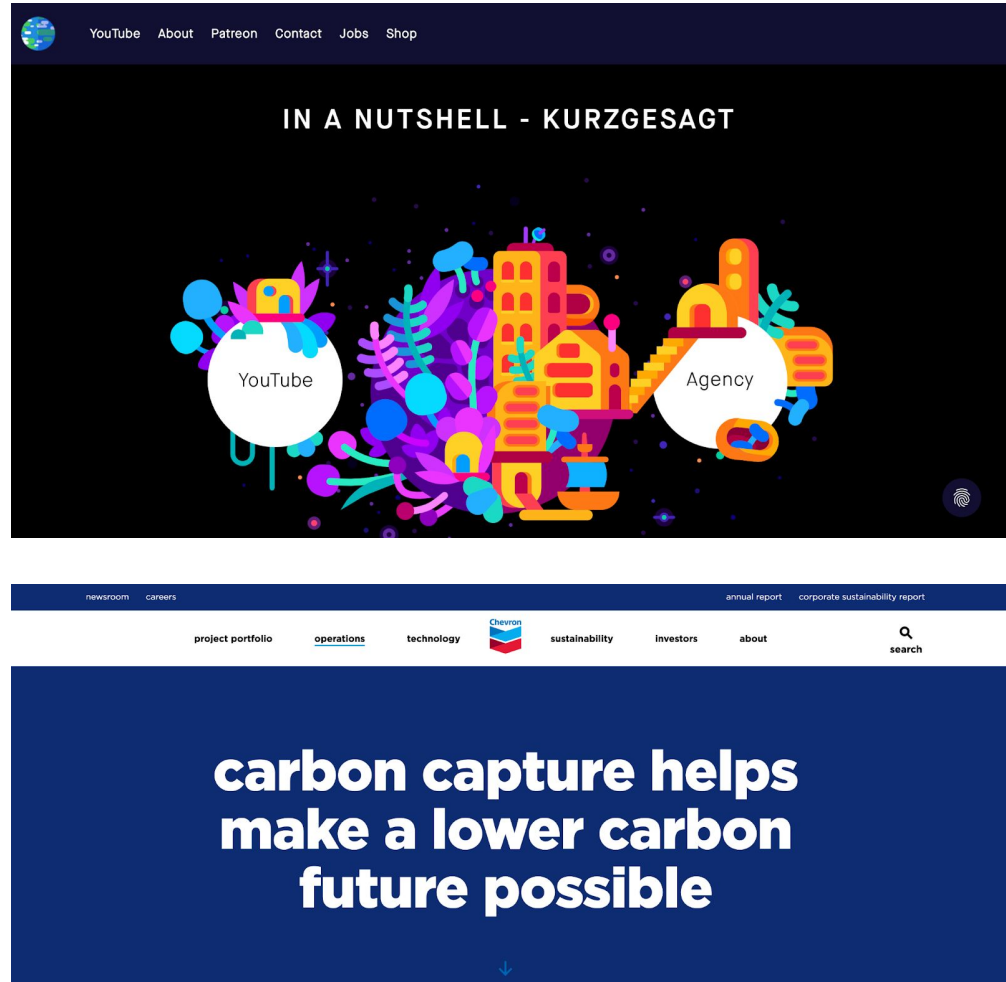 YouTube About Patreon Contact Jobs Shop
IN A NUTSHELL - KURZGESAGT
YouTube
Agency
newsroom careers annual report corporate sustainability report
Chevron
project portfolio operations technology sustainability investors about search
carbon capture helps
make a lower carbon
future possible